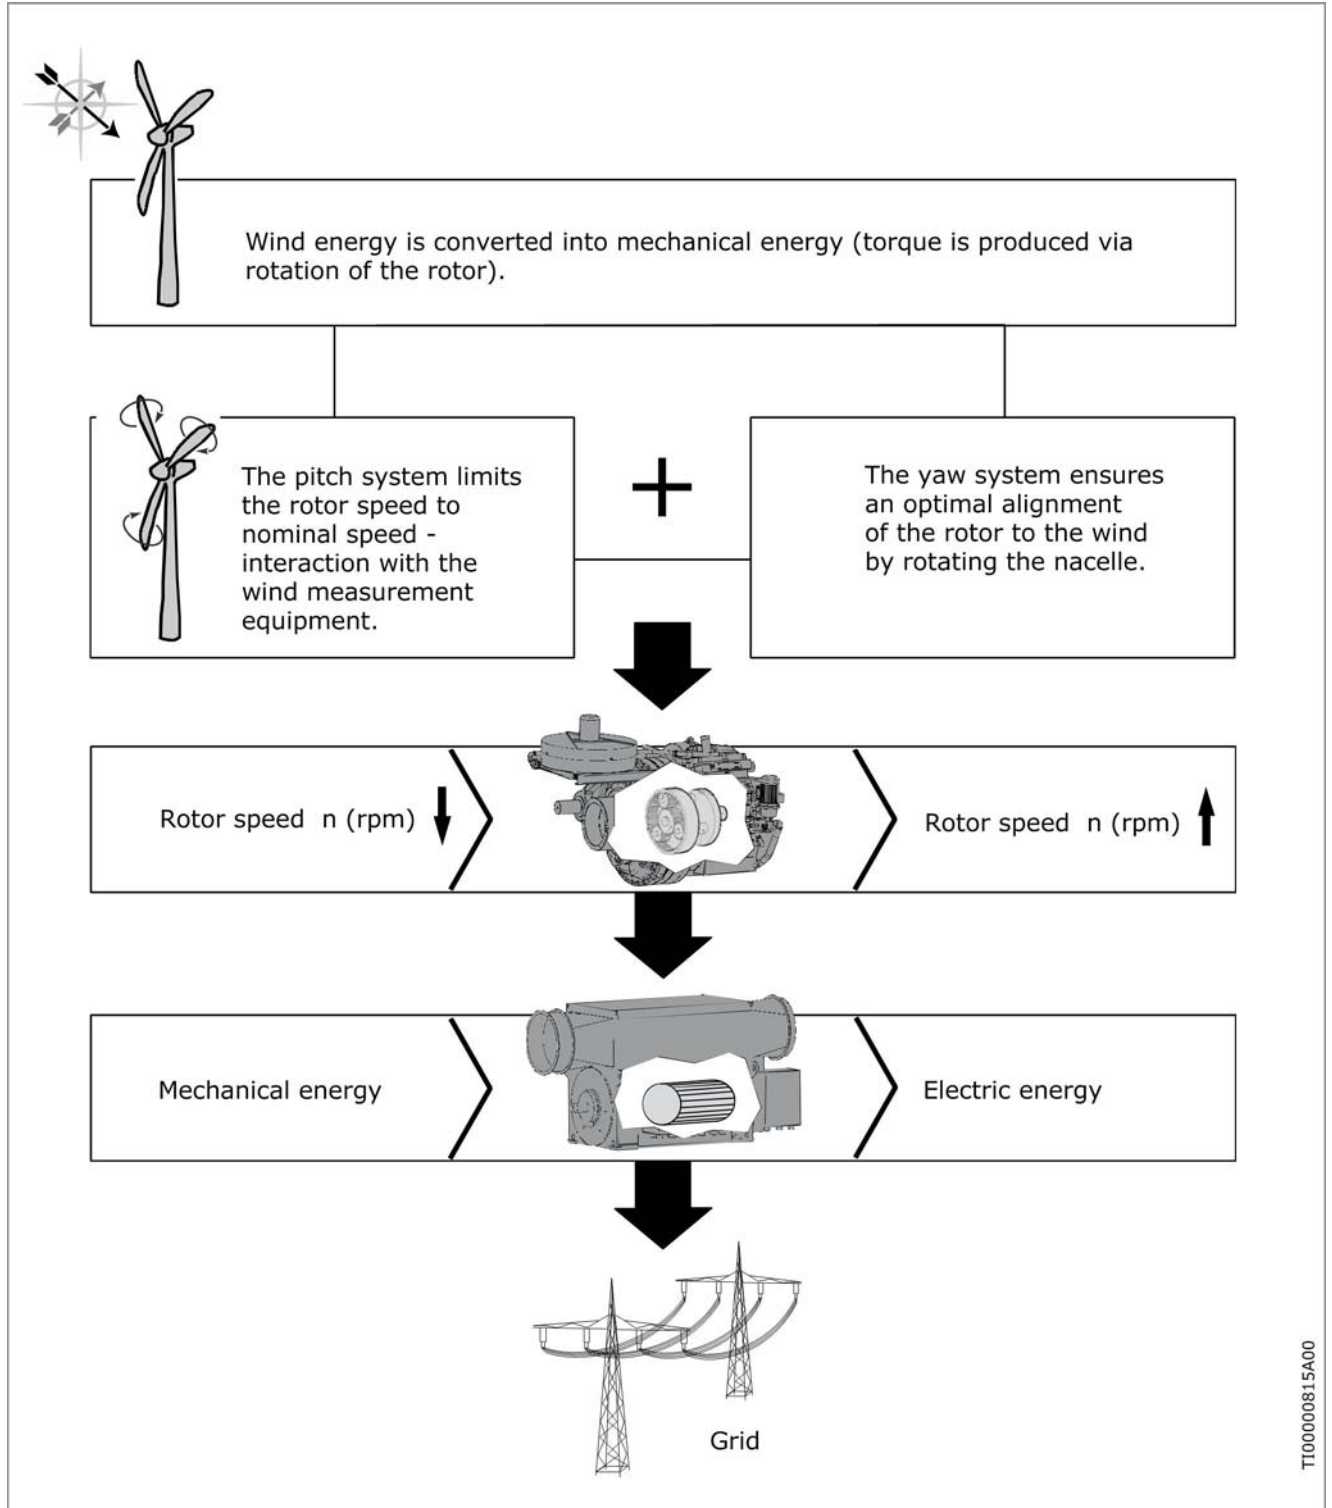 Wind energy is converted into mechanical energy (torque is produced via
rotation of the rotor).
The pitch system limits
the rotor speed to
nominal speed -
interaction with the
wind measurement
equipment.
The yaw system ensures
an optimal alignment
of the rotor to the wind
by rotating the nacelle.
Rotor speed n (rpm)
Rotor speed n (rpm)
Mechanical energy
Electric energy
Grid
TI00000815A00